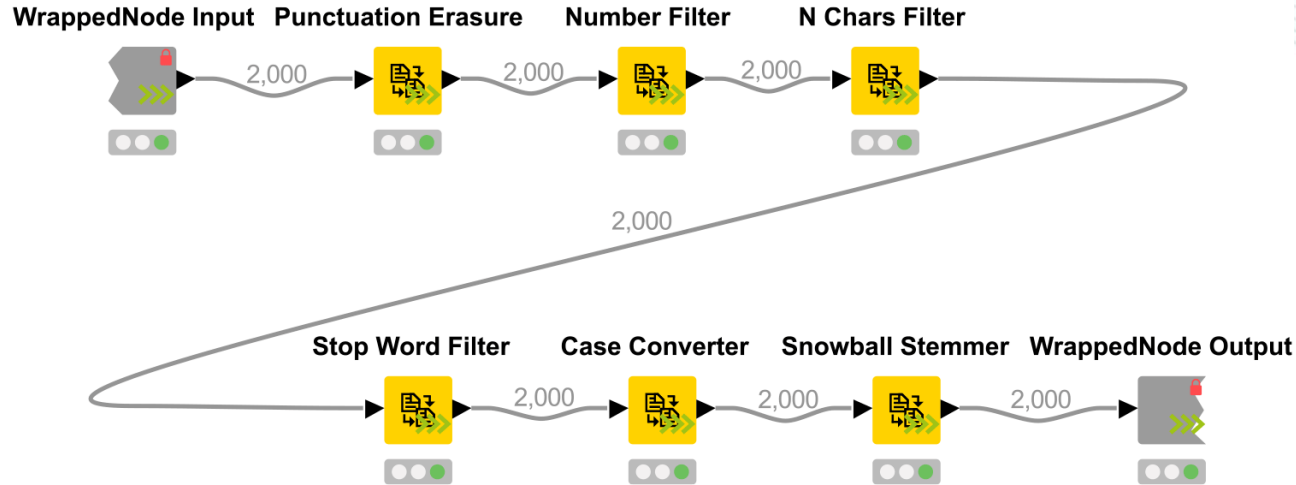 WrappedNode Input Punctuation Erasure Number Filter N Chars Filter
2,000 2,000 2,000
2,000
Stop Word Filter Case Converter Snowball Stemmer WrappedNode Output
2,000 2,000 2,000